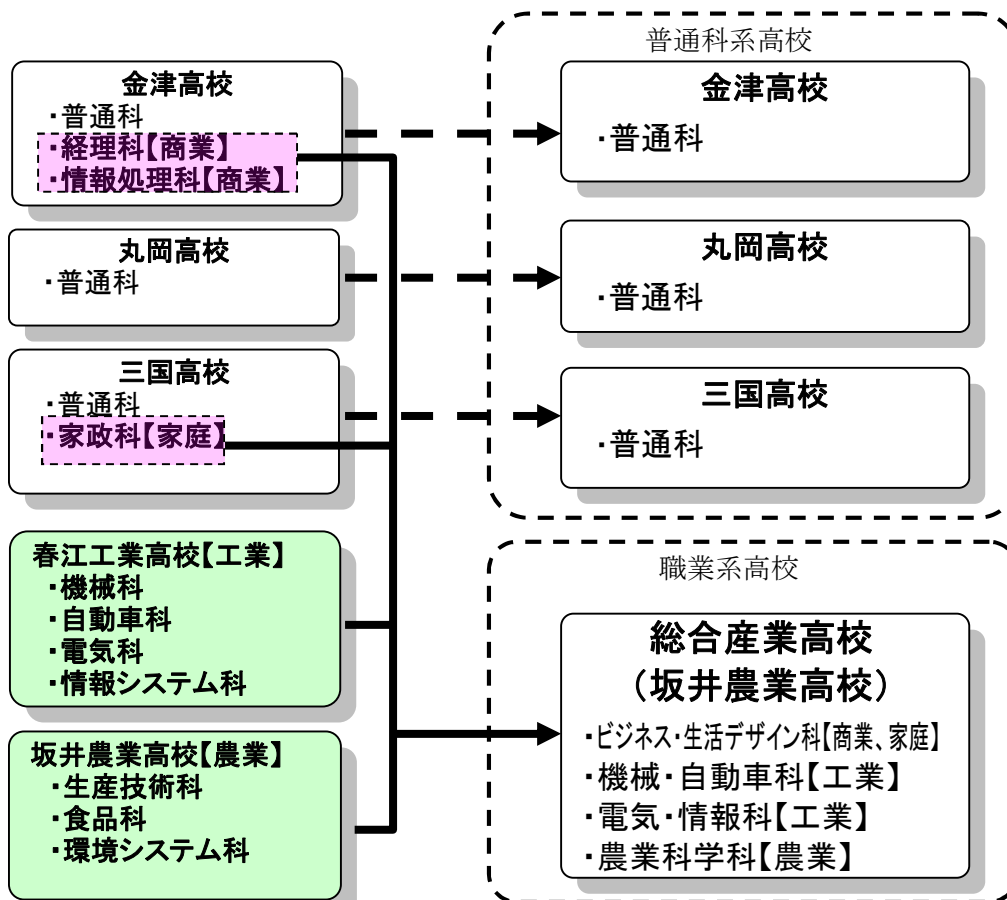 金津高校
・普通科
・経理科【商業】
・情報処理科【商業】
丸岡高校
・普通科
三国高校
・普通科
・家政科【家庭】
春江工業高校【工業】
・機械科
・自動車科
・電気科
・情報システム科
坂井農業高校【農業】
・生産技術科
・食品科
・環境システム科
普通科系高校
金津高校
・普通科
丸岡高校
・普通科
三国高校
・普通科
職業系高校
総合産業高校
(坂井農業高校)
・ビジネス・生活デザイン科【商業、家庭】
・機械・自動車科【工業】
・電気・情報科【工業】
・農業科学科【農業】